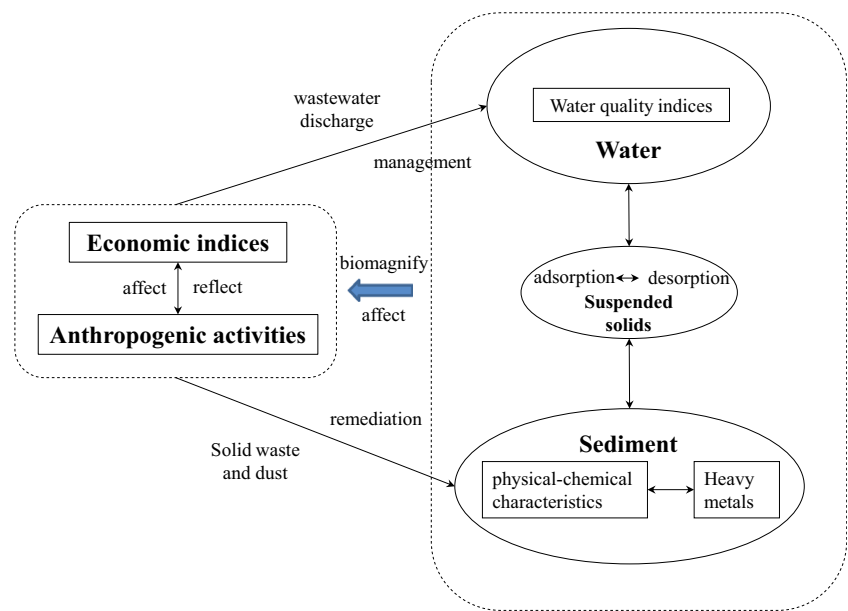 wastewater
discharge
management
Water quality indices
Water
Economic indices
affect
reflect
Anthropogenic activities
biomagnify
affect
adsorption
desorption
Suspended
solids
remediation
Solid waste
and dust
Sediment
physical-chemical
characteristics
Heavy
metals